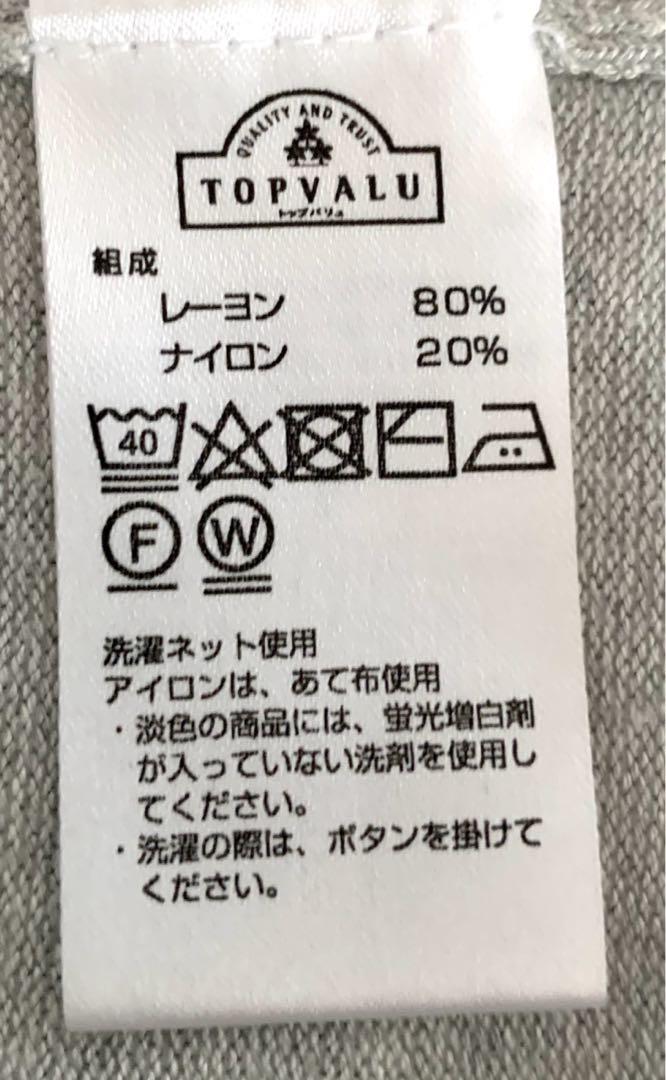 QUALITY AND TRUST
TOPVALU
トップバリュ
組成
レーヨン 80%
ナイロン 20%
40
F W
洗濯ネット使用
アイロンは、あて布使用
・淡色の商品には、蛍光増白剤
が入っていない洗剤を使用し
てください。
・洗濯の際は、ボタンを掛けて
ください。